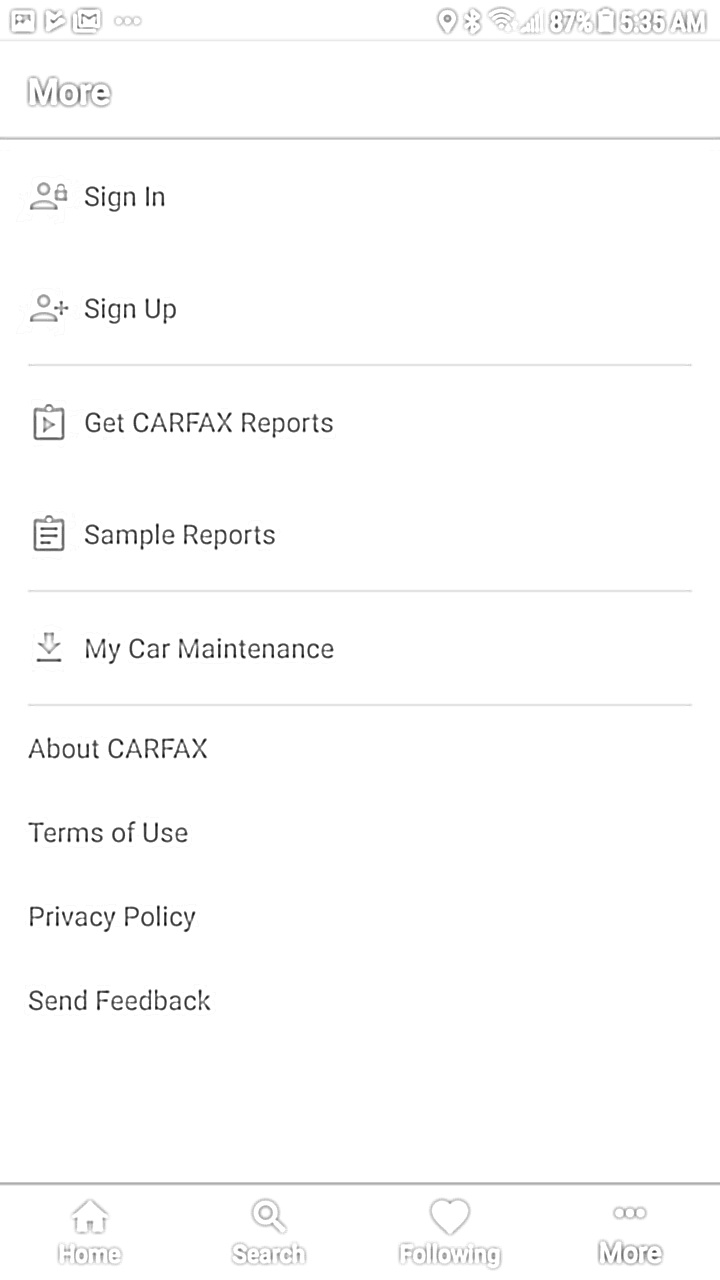 87% 5:35 AM
More
Sign In
Sign Up
Get CARFAX Reports
Sample Reports
My Car Maintenance
About CARFAX
Terms of Use
Privacy Policy
Send Feedback
Home Search Following More